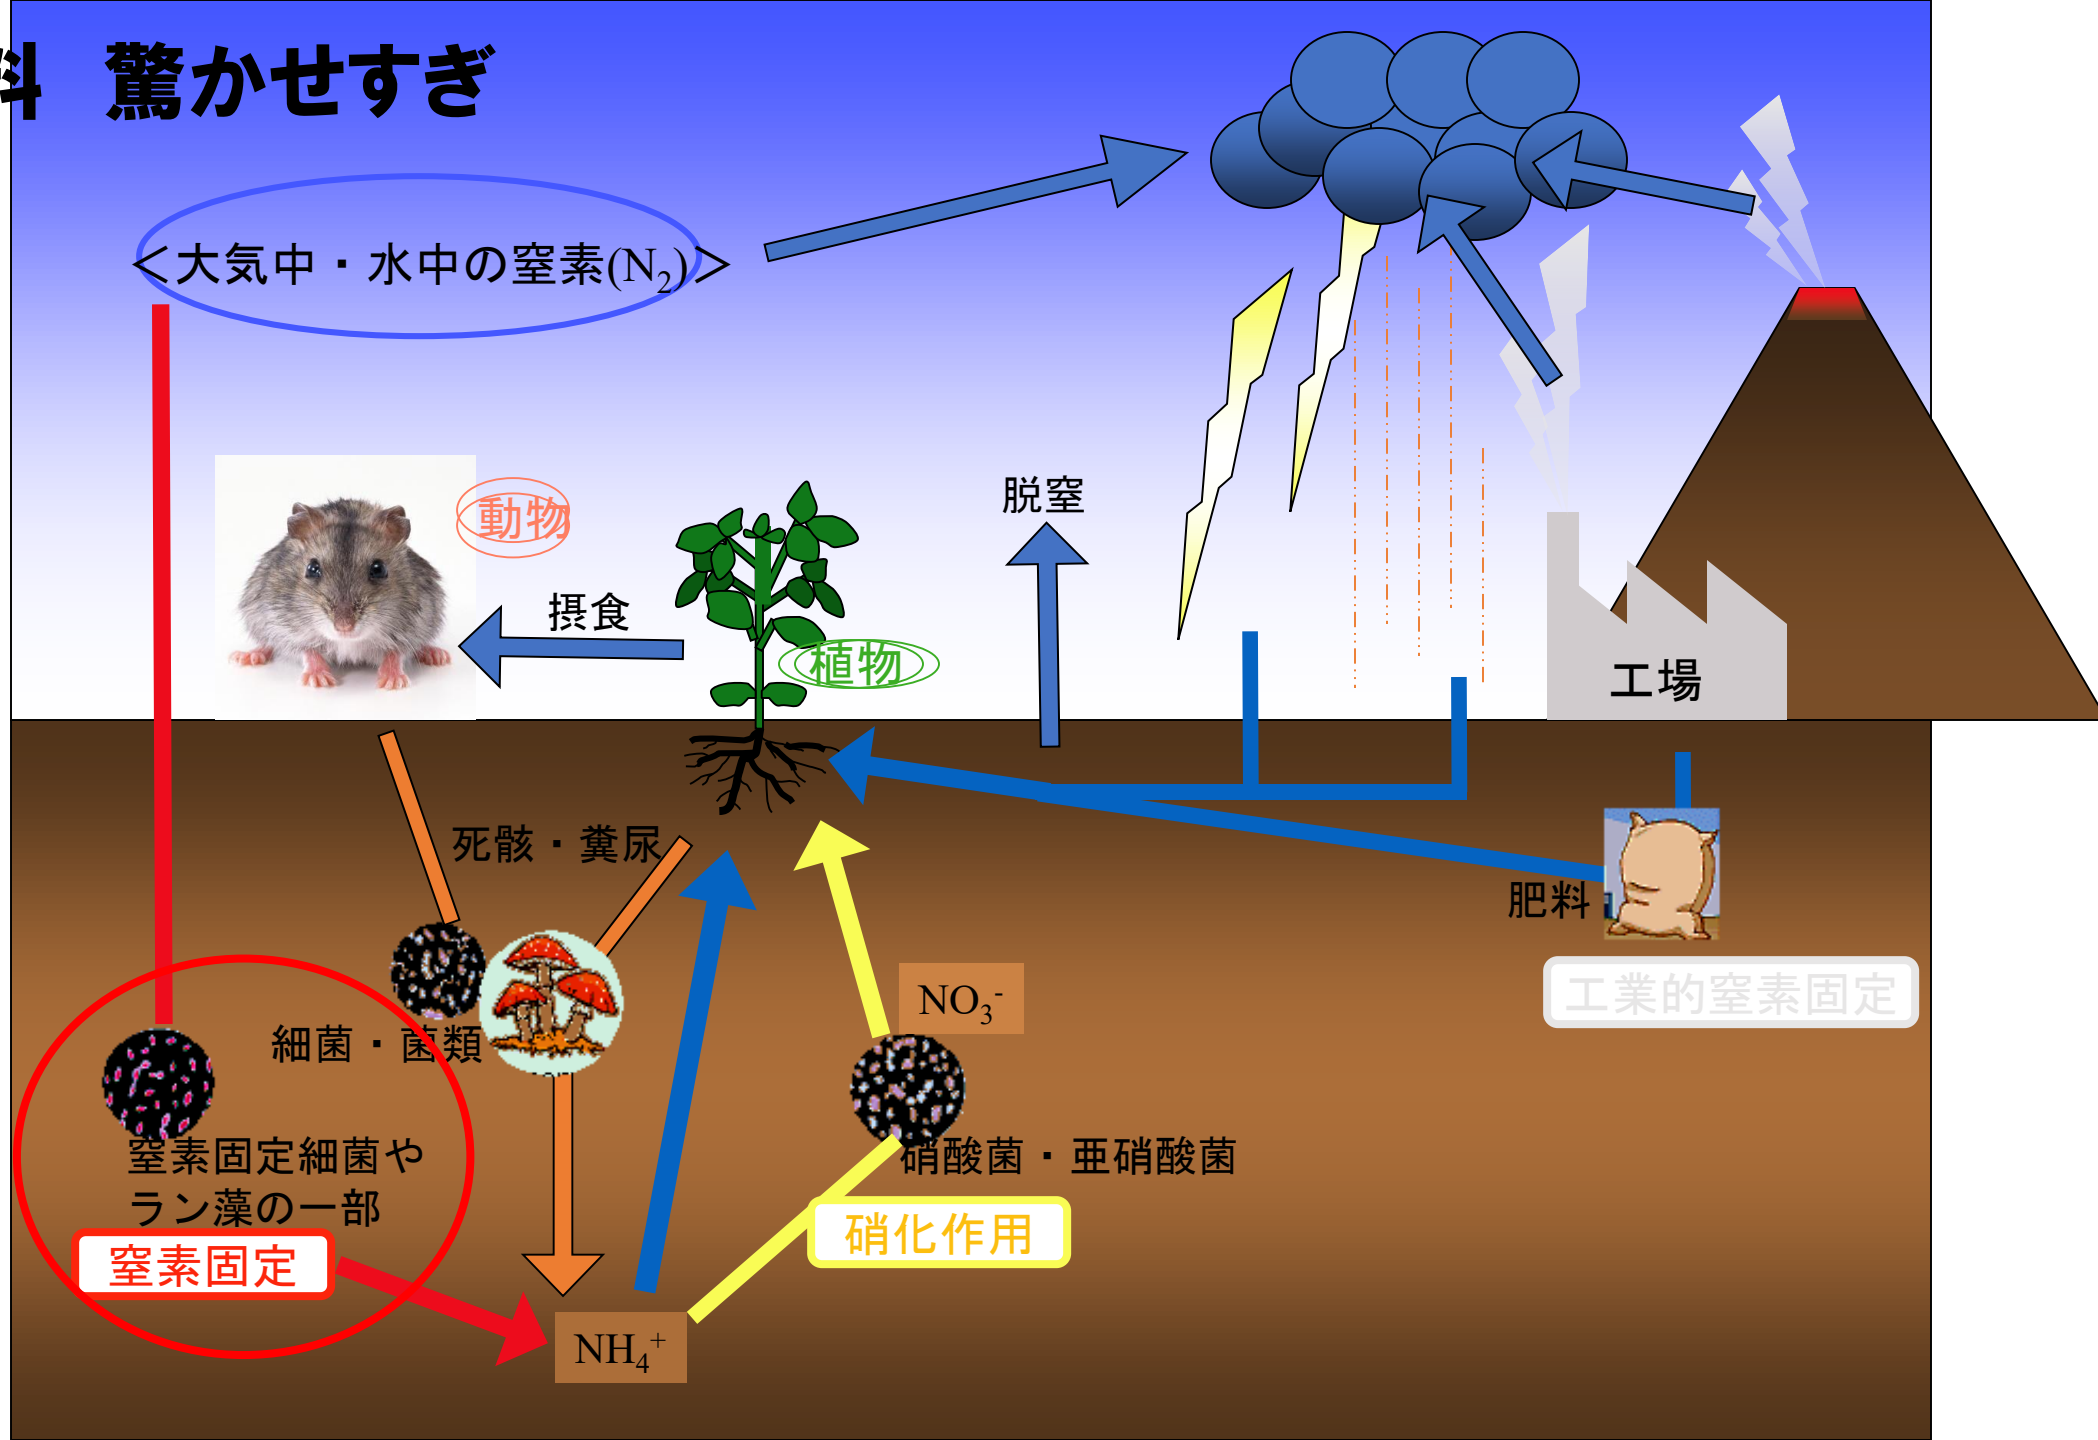 料　驚かせすぎ
＜大気中・水中の窒素(N₂)＞
動物
脱窒
摂食
植物
工場
死骸・糞尿
肥料
NO₃⁻
工業的窒素固定
細菌・菌類
窒素固定細菌や
ラン藻の一部
硝酸菌・亜硝酸菌
硝化作用
窒素固定
NH₄⁺